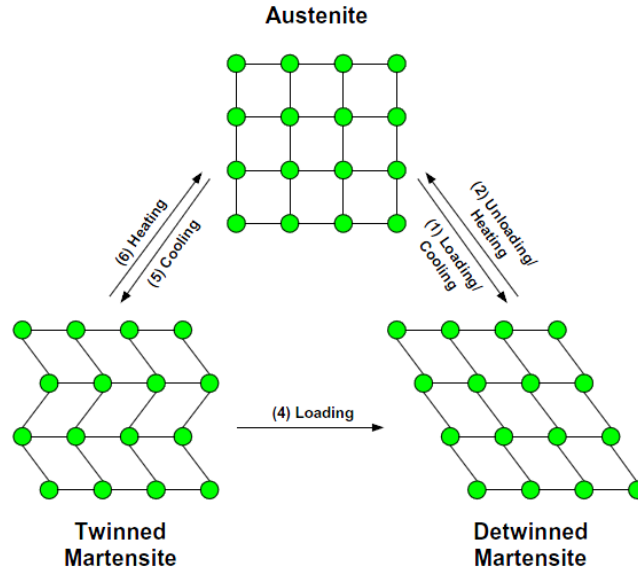 Austenite
(6) Heating
(5) Cooling
(2) Unloading/
Heating
(1) Loading/
Cooling
(4) Loading
Twinned
Martensite
Detwinned
Martensite